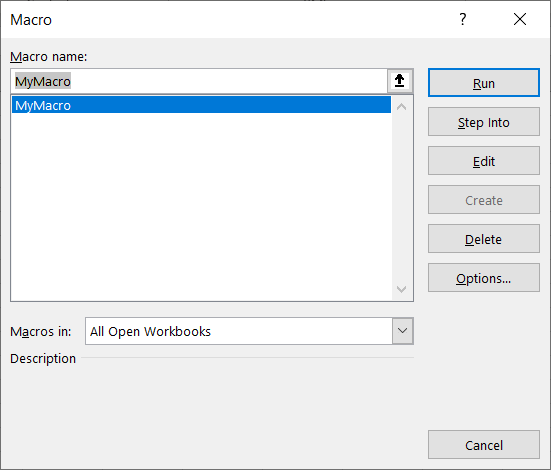 Macro
Macro name:
MyMacro
MyMacro
Run
Step Into
Edit
Create
Delete
Options...
Macros in:
All Open Workbooks
Description
Cancel